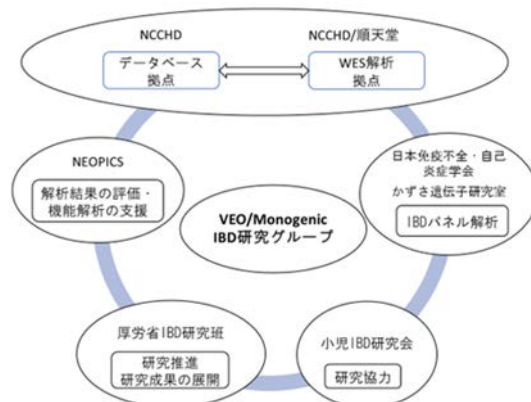 NCCHD
データベース
拠点
NCCHD/順天堂
WES解析
拠点
NEOPICS
解析結果の評価・
機能解析の支援
日本免疫不全・自己
炎症学会
かずさ遺伝子研究室
IBDパネル解析
VEO/Monogenic
IBD研究グループ
厚労省IBD研究班
研究推進
研究成果の展開
小児IBD研究会
研究協力